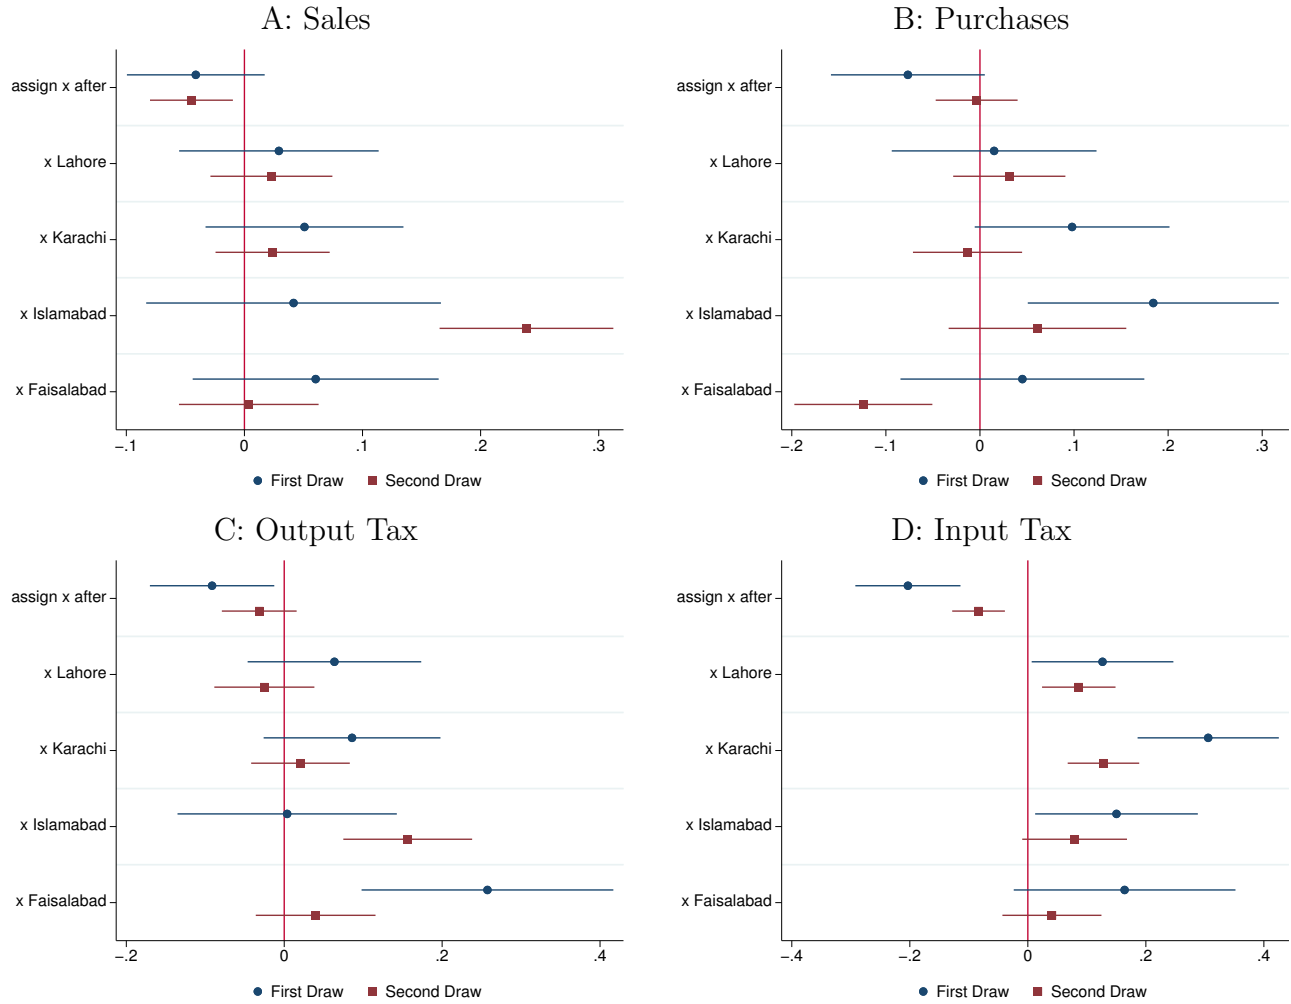 A: Sales
assign x after
x Lahore
x Karachi
x Islamabad
x Faisalabad
−.1 0 .1 .2 .3
First Draw Second Draw
B: Purchases
assign x after
x Lahore
x Karachi
x Islamabad
x Faisalabad
−.2 −.1 0 .1 .2 .3
First Draw Second Draw
C: Output Tax
assign x after
x Lahore
x Karachi
x Islamabad
x Faisalabad
−.2 0 .2 .4
First Draw Second Draw
D: Input Tax
assign x after
x Lahore
x Karachi
x Islamabad
x Faisalabad
−.4 −.2 0 .2 .4
First Draw Second Draw